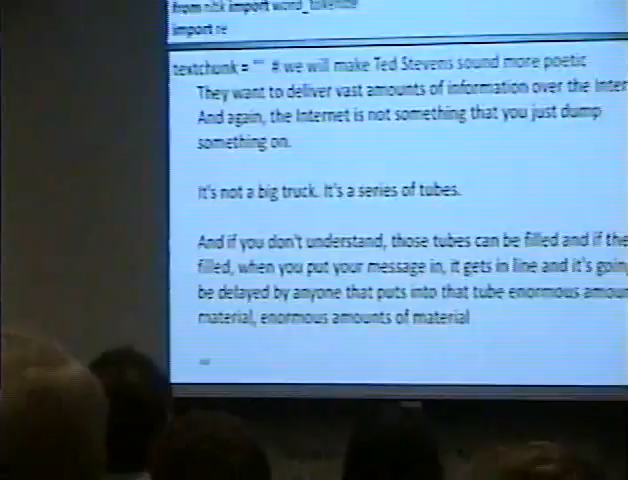 from nltk import word_tokenize
import re
textchunk = """ # we will make Ted Stevens sound more poetic
They want to deliver vast amounts of information over the Inter
And again, the Internet is not something that you just dump
something on.
It's not a big truck. It's a series of tubes.
And if you don't understand, those tubes can be filled and if the
filled, when you put your message in, it gets in line and it's goin
be delayed by anyone that puts into that tube enormous amoun
material, enormous amounts of material
"""